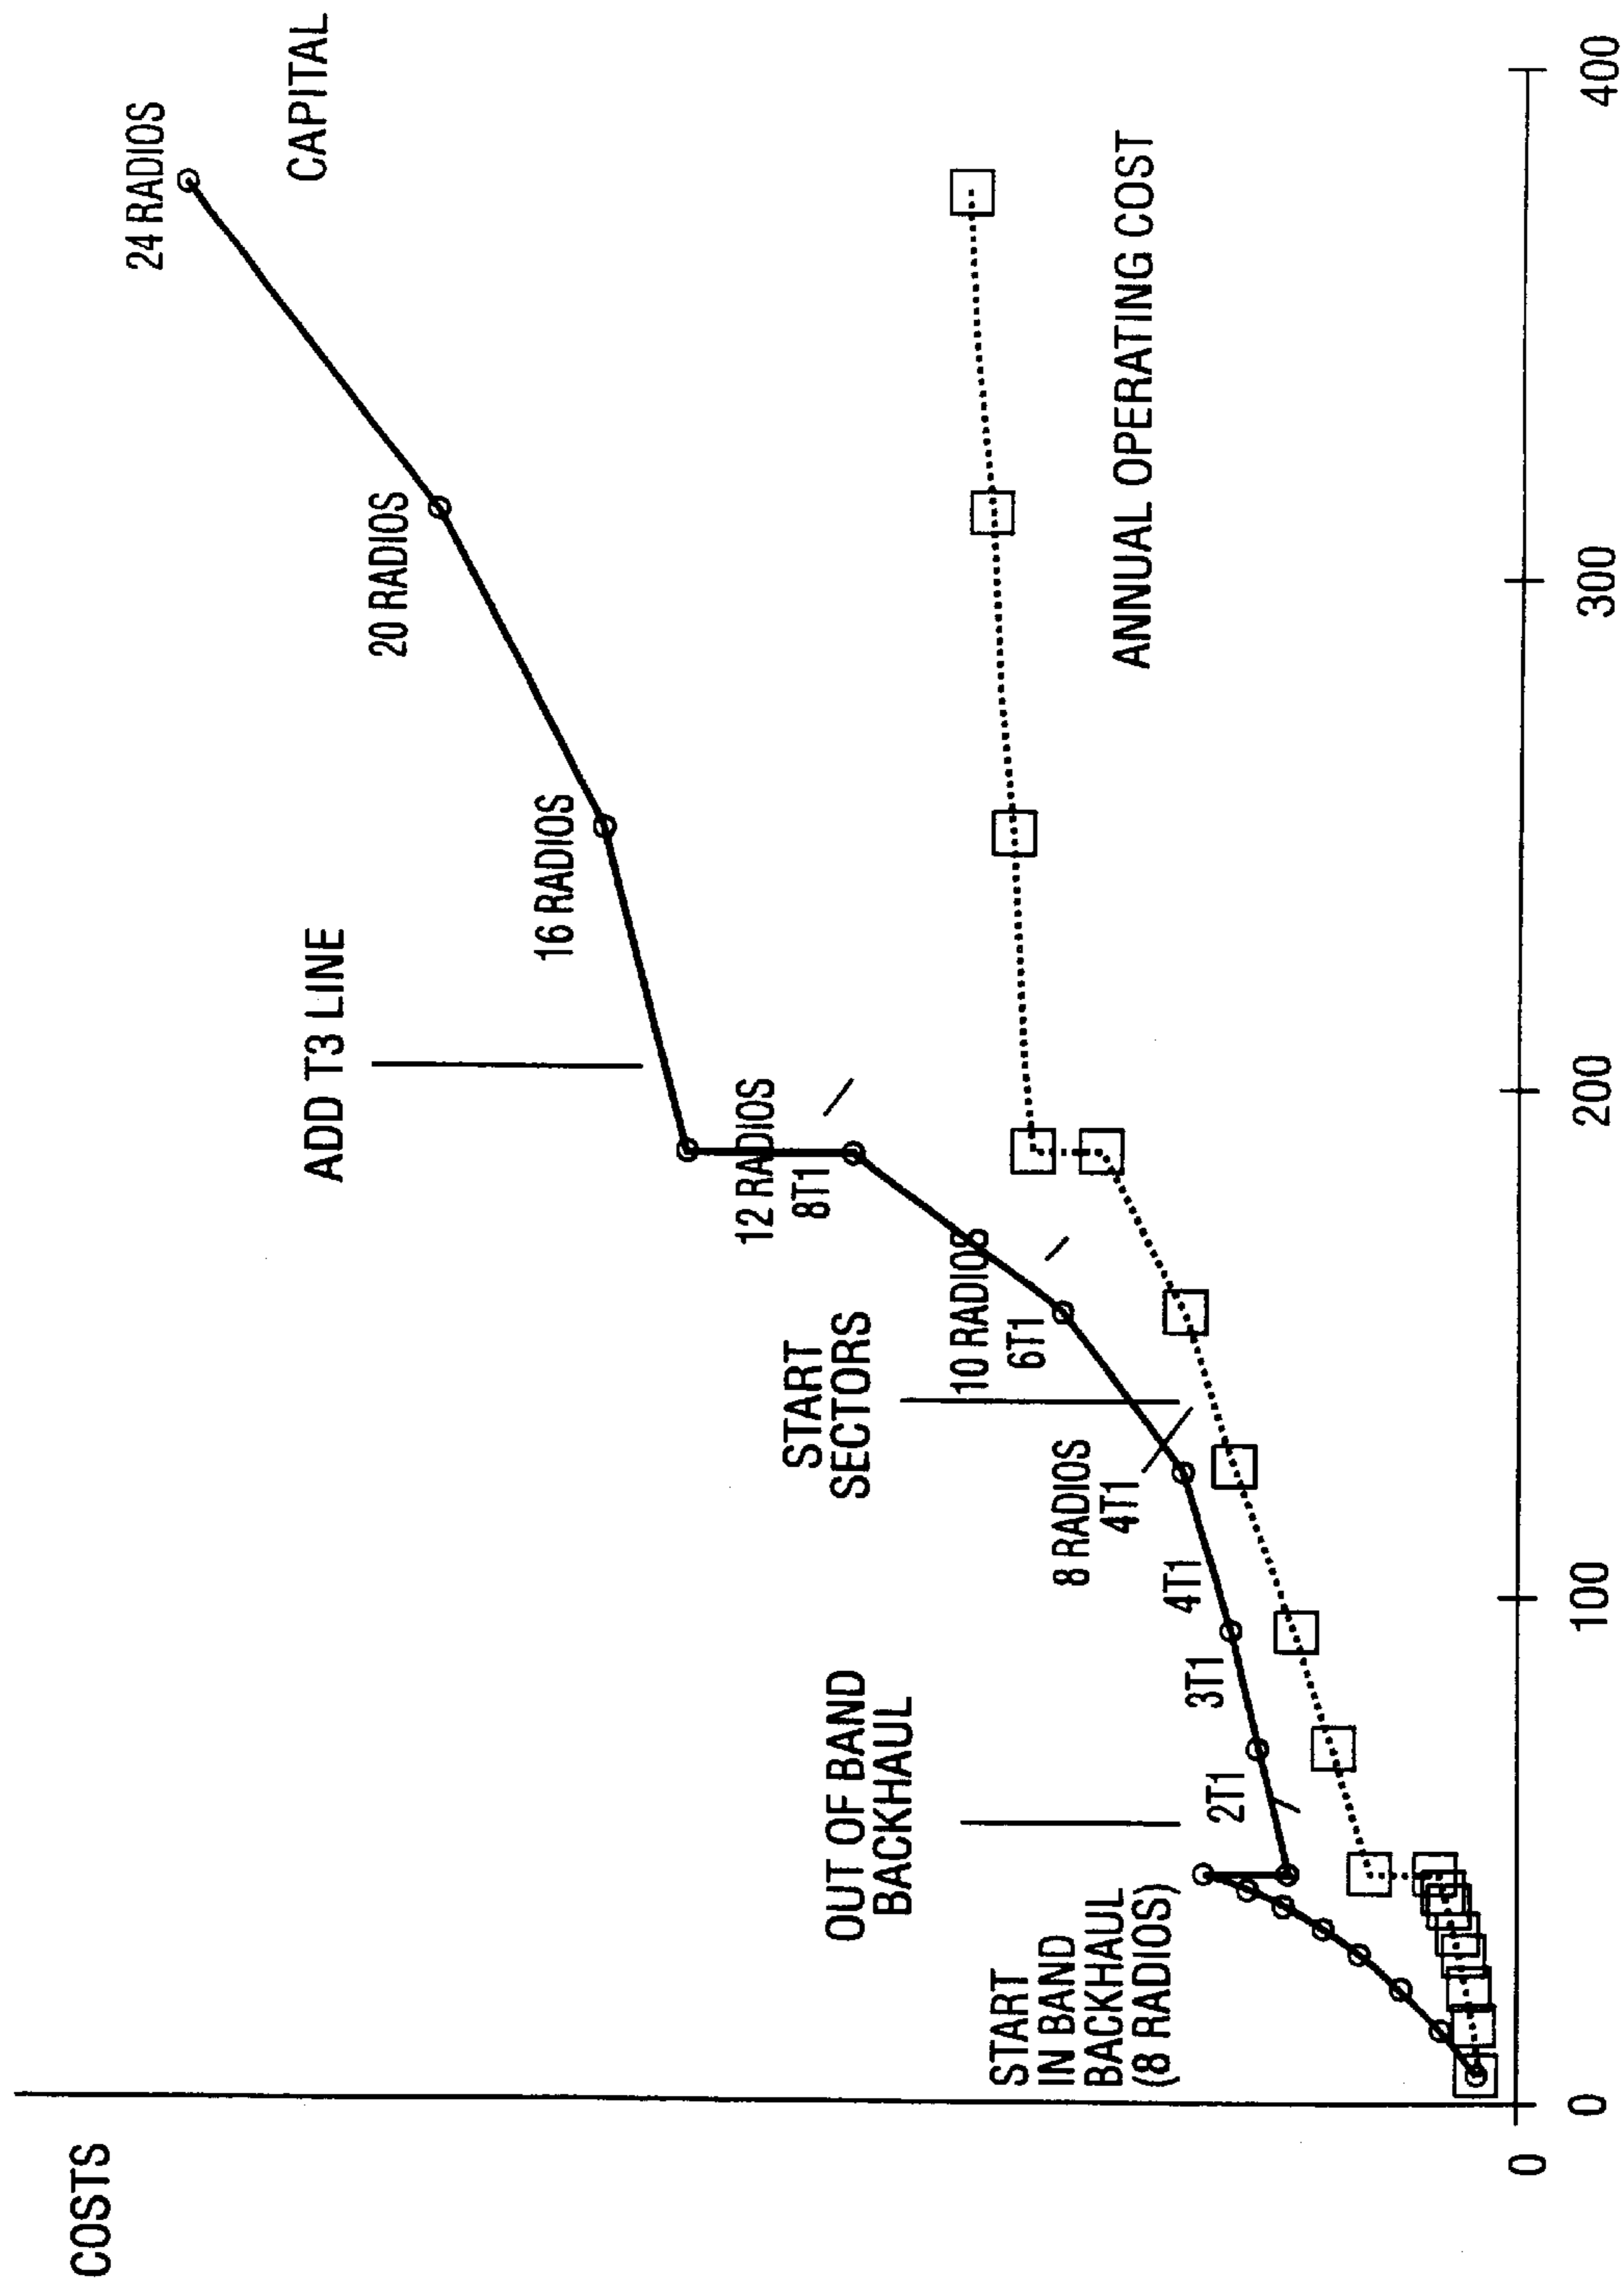 COSTS
24 RADIOS
CAPITAL
20 RADIOS
ADD T3 LINE
16 RADIOS
12 RADIOS
8T1
START
SECTORS
10 RADIOS
6T1
OUT OF BAND
BACKHAUL
8 RADIOS
4T1
4T1
3T1
2T1
START
IN BAND
BACKHAUL
(8 RADIOS)
ANNUAL OPERATING COST
0
0
100
200
300
400